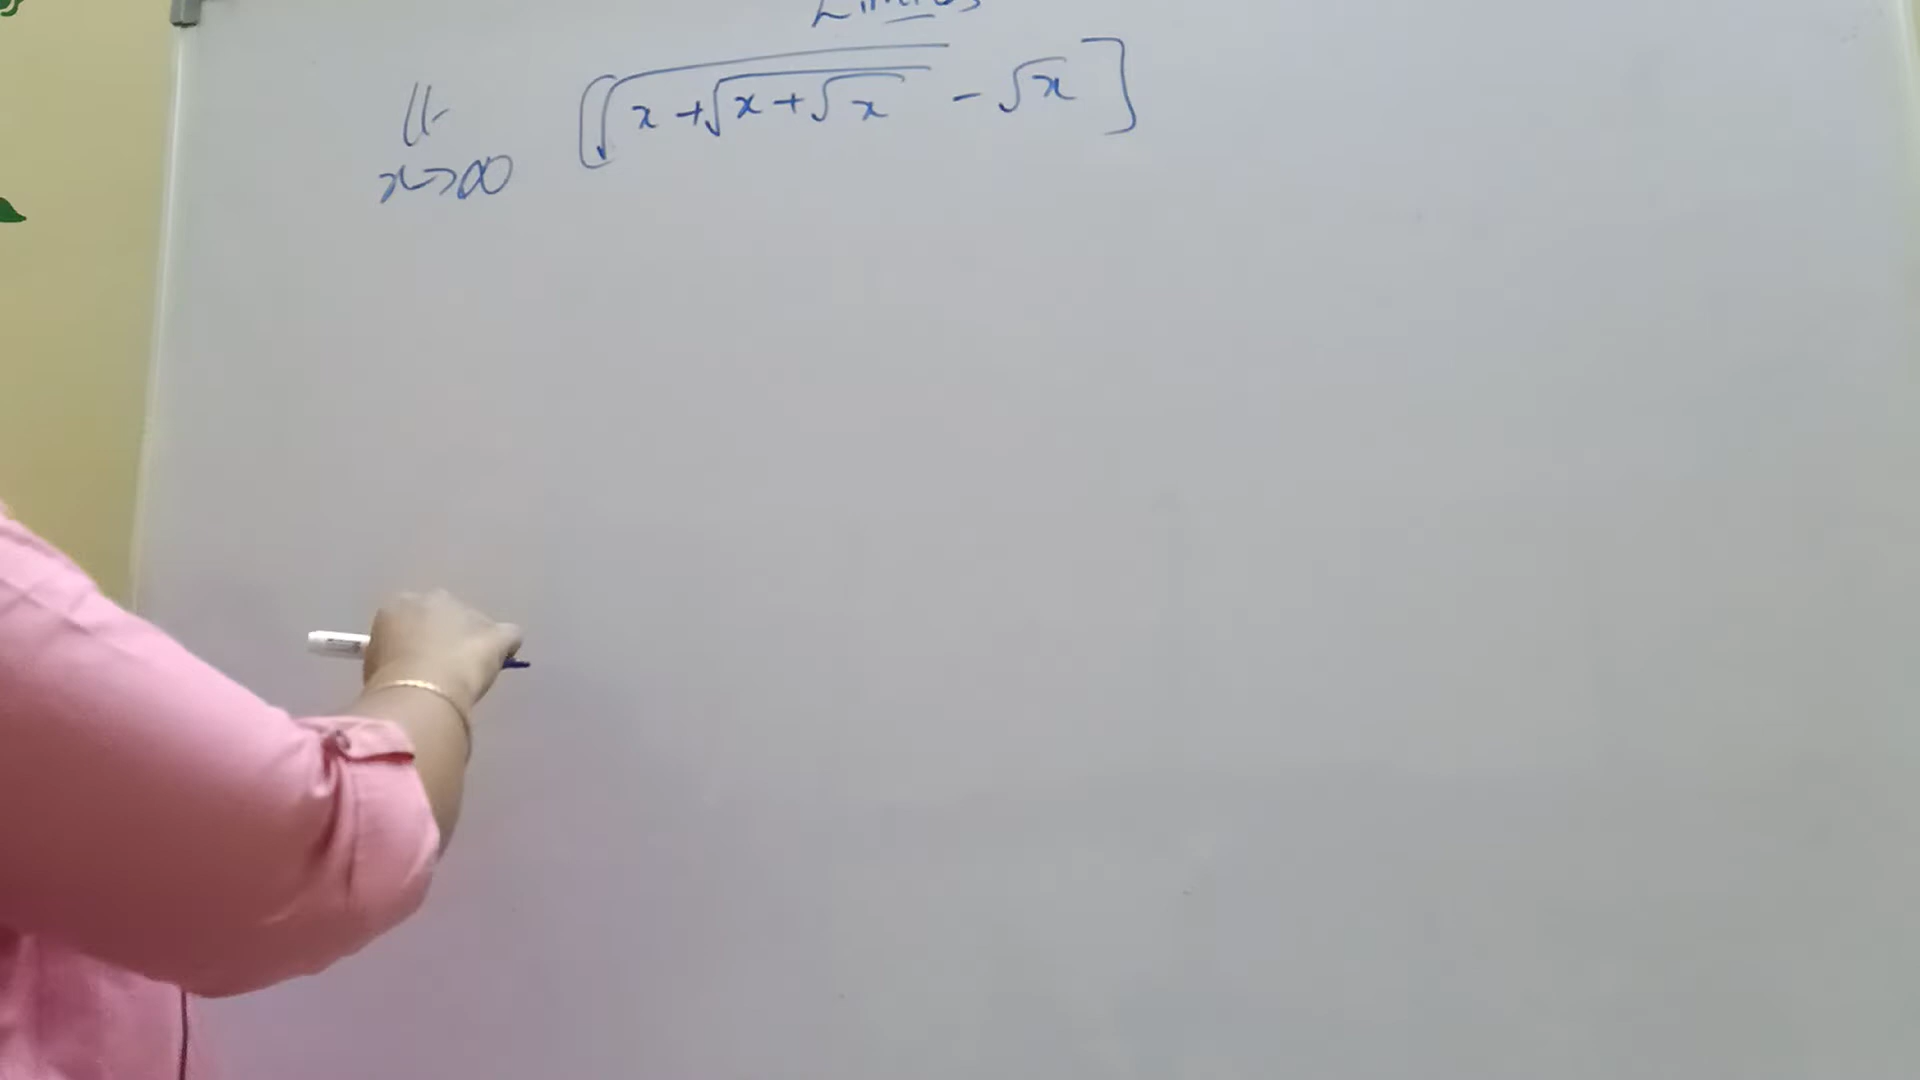 Limits
lt [√(x+√(x+√x)) - √x]
x→∞